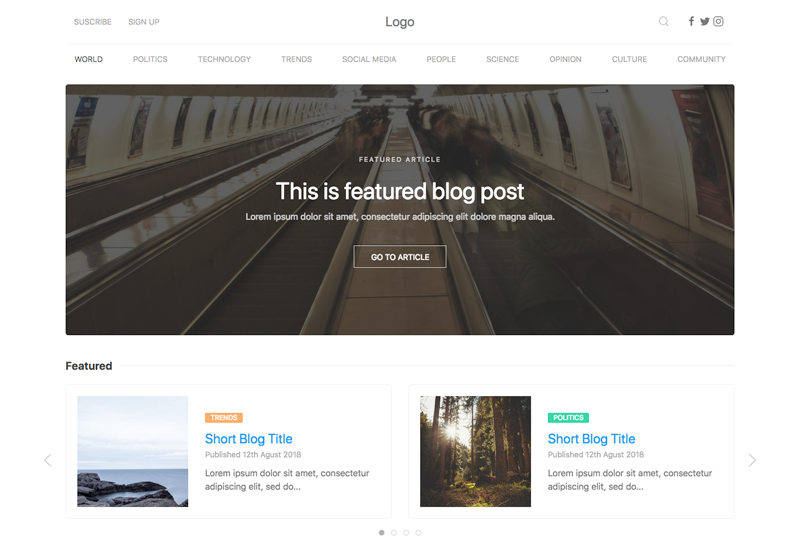 SUSCRIBE SIGN UP Logo
WORLD POLITICS TECHNOLOGY TRENDS SOCIAL MEDIA PEOPLE SCIENCE OPINION CULTURE COMMUNITY
FEATURED ARTICLE
This is featured blog post
Lorem ipsum dolor sit amet, consectetur adipiscing elit dolore magna aliqua.
GO TO ARTICLE
Featured
TRENDS
Short Blog Title
Published 12th Agust 2018
Lorem ipsum dolor sit amet, consectetur
adipiscing elit, sed do...
POLITICS
Short Blog Title
Published 12th Agust 2018
Lorem ipsum dolor sit amet, consectetur
adipiscing elit, sed do...